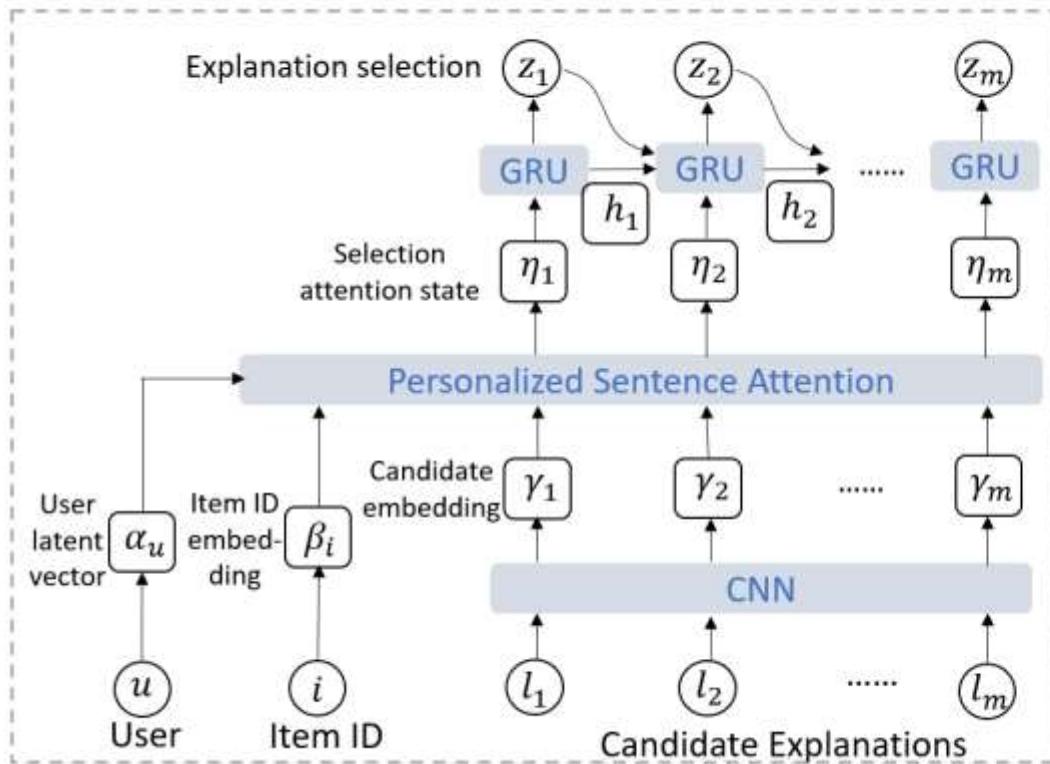 Explanation selection z₁ z₂ zₘ
GRU GRU ...... GRU
h₁ h₂
Selection
attention state
η₁ η₂ ηₘ
Personalized Sentence Attention
Candidate
embedding
γ₁ γ₂ ...... γₘ
User
latent
vector
αᵤ
Item ID
embed-
ding
βᵢ
CNN
u i l₁ l₂ ...... lₘ
User Item ID Candidate Explanations